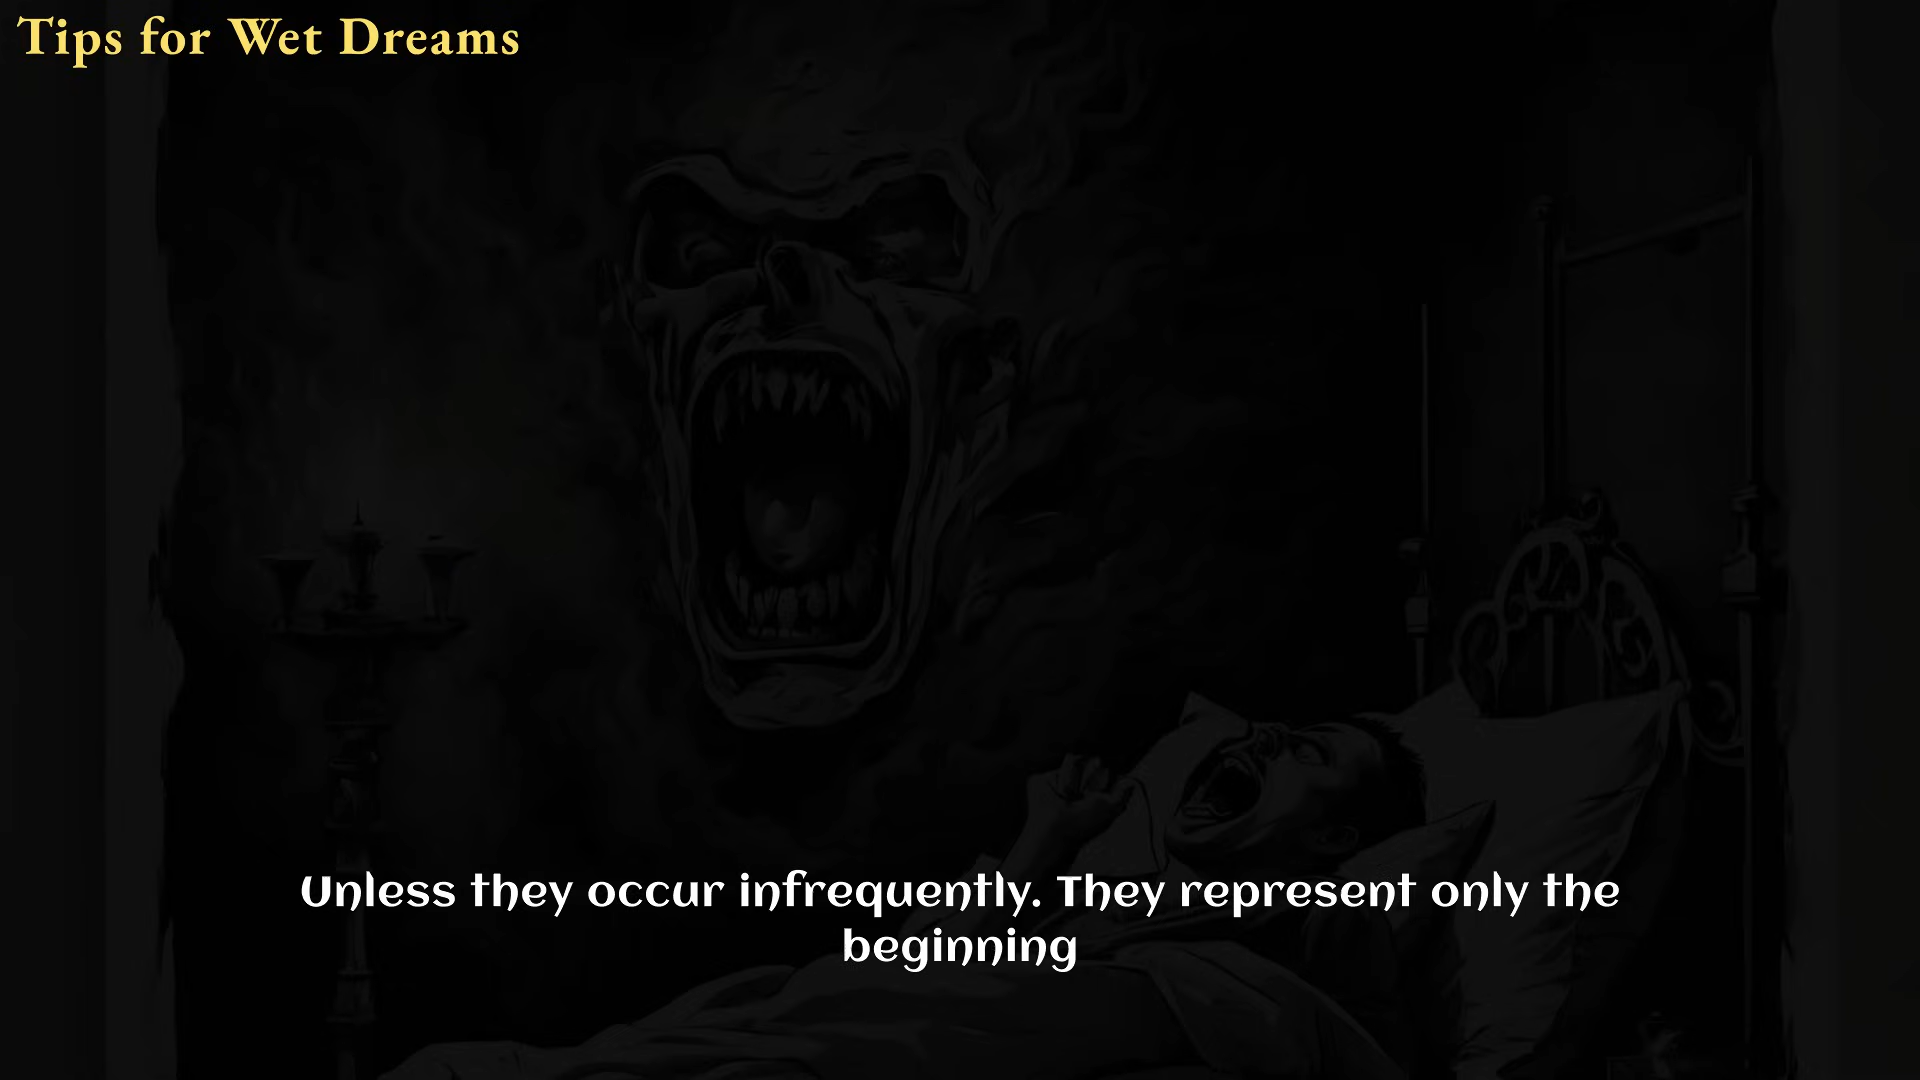 Tips for Wet Dreams
Unless they occur infrequently. They represent only the
beginning